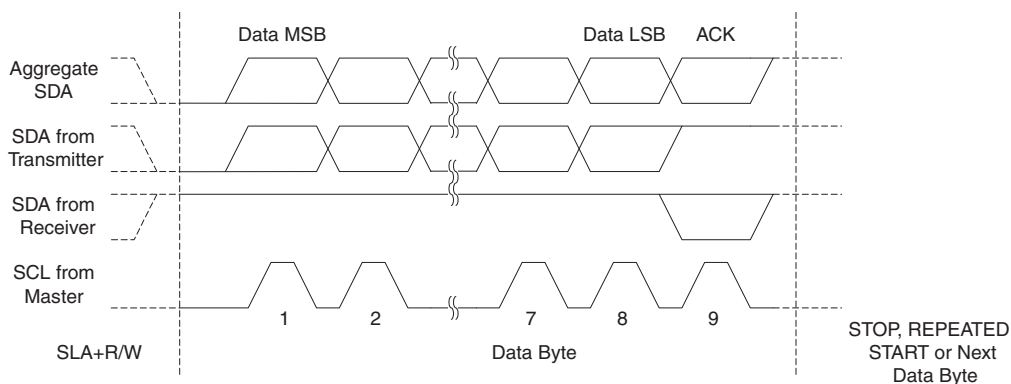 Data MSB
Data LSB
ACK
Aggregate
SDA
SDA from
Transmitter
SDA from
Receiver
SCL from
Master
1
2
7
8
9
SLA+R/W
Data Byte
STOP, REPEATED
START or Next
Data Byte